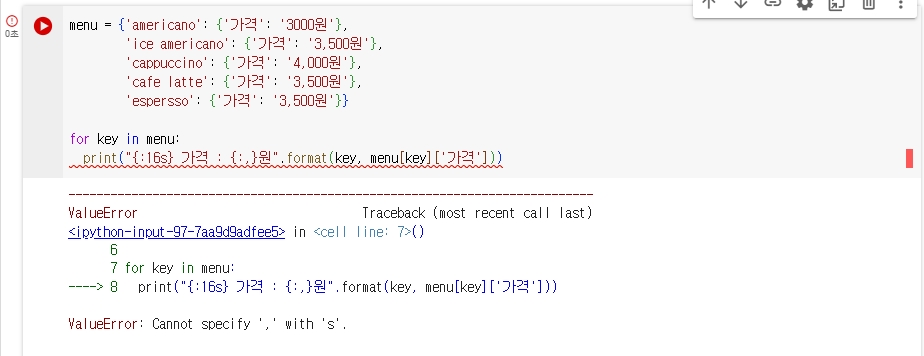 0초
menu = {'americano': {'가격': '3000원'},
'ice americano': {'가격': '3,500원'},
'cappuccino': {'가격': '4,000원'},
'cafe latte': {'가격': '3,500원'},
'espersso': {'가격': '3,500원'}}
for key in menu:
print("{:16s} 가격 : {:,}원".format(key, menu[key]['가격']))
---------------------------------------------------------------------------
ValueError Traceback (most recent call last)
<ipython-input-97-7aa9d9adfee5> in <cell line: 7>()
6
7 for key in menu:
----> 8 print("{:16s} 가격 : {:,}원".format(key, menu[key]['가격']))
ValueError: Cannot specify ',' with 's'.